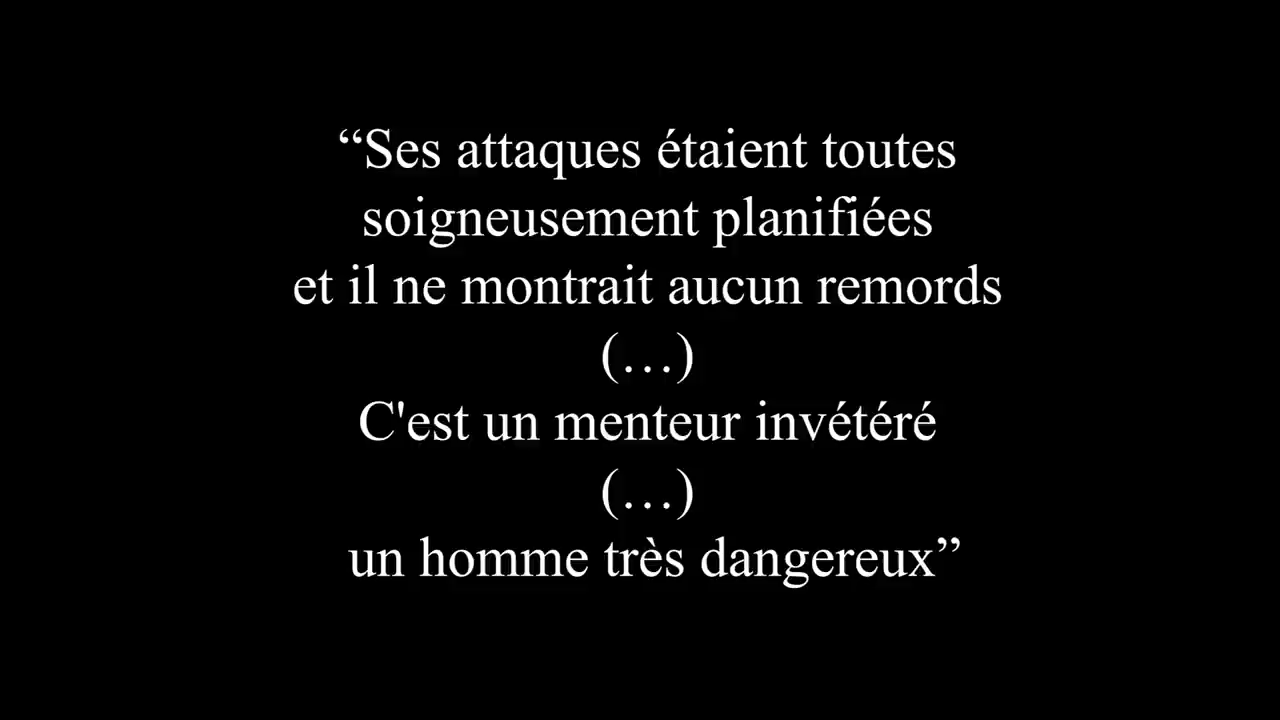 “Ses attaques étaient toutes
soigneusement planifiées
et il ne montrait aucun remords
(…)
C'est un menteur invétéré
(…)
un homme très dangereux”